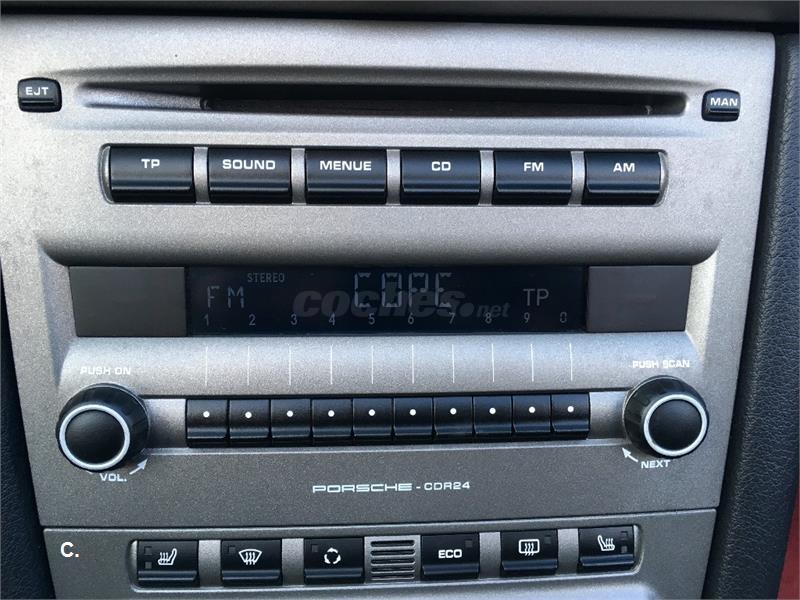 EJT
MAN
TP SOUND MENUE CD FM AM
STEREO
FM COPE TP
coches.net
1 2 3 4 5 6 7 8 9 0
PUSH ON
PUSH SCAN
VOL.
NEXT
PORSCHE - CDR24
C.
ECO